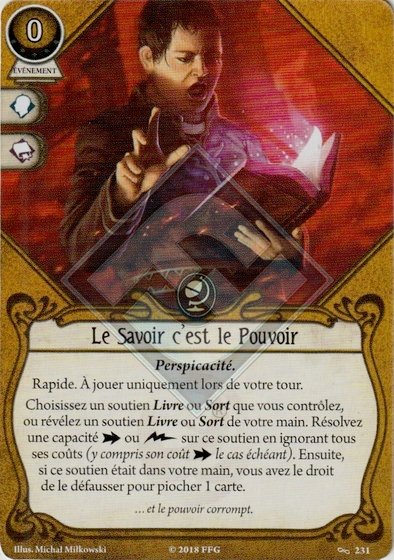 0
ÉVÉNEMENT
Le Savoir c'est le Pouvoir
Perspicacité.
Rapide. À jouer uniquement lors de votre tour.
Choisissez un soutien Livre ou Sort que vous contrôlez,
ou révélez un soutien Livre ou Sort de votre main. Résolvez
une capacité ou sur ce soutien en ignorant tous
ses coûts (y compris son coût le cas échéant). Ensuite,
si ce soutien était dans votre main, vous avez le droit
de le défausser pour piocher 1 carte.
...et le pouvoir corrompt.
Illus. Michał Miłkowski © 2018 FFG 231